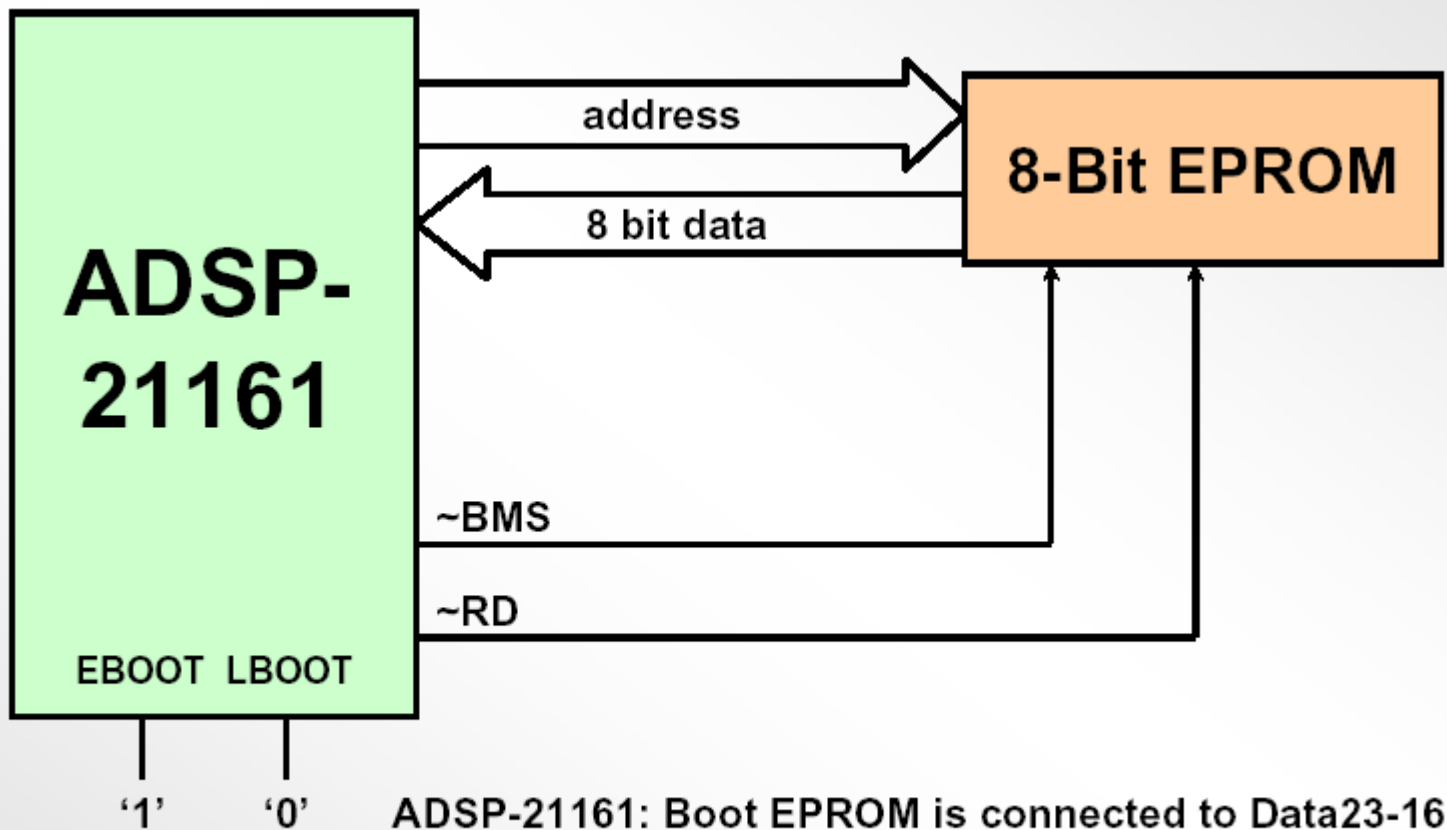 address
8-Bit EPROM
8 bit data
ADSP-
21161
~BMS
~RD
EBOOT LBOOT
‘1’ ‘0’
ADSP-21161: Boot EPROM is connected to Data23-16